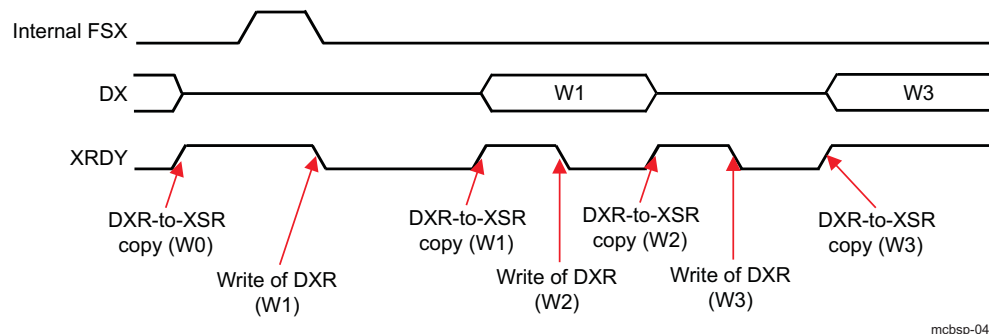 Internal FSX
DX
W1
W3
XRDY
DXR-to-XSR
copy (W0)
Write of DXR
(W1)
DXR-to-XSR
copy (W1)
Write of DXR
(W2)
DXR-to-XSR
copy (W2)
Write of DXR
(W3)
DXR-to-XSR
copy (W3)
mcbsp-04